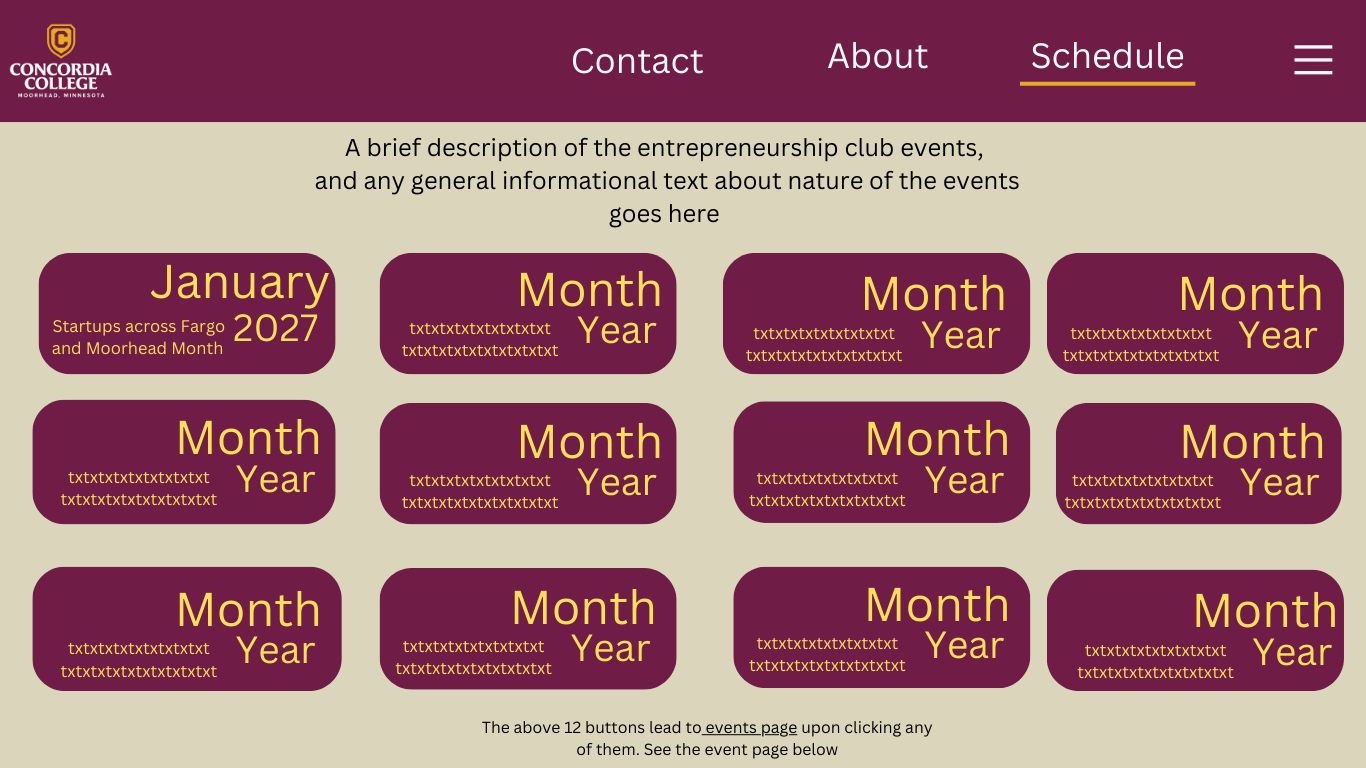 CONCORDIA
COLLEGE
MOORHEAD, MINNESOTA
Contact
About
Schedule
A brief description of the entrepreneurship club events,
and any general informational text about nature of the events
goes here
January
2027
Startups across Fargo
and Moorhead Month
Month
Year
txtxtxtxtxtxtxtxtxt
txtxtxtxtxtxtxtxtxtxt
Month
Year
txtxtxtxtxtxtxtxtxt
txtxtxtxtxtxtxtxtxtxt
Month
Year
txtxtxtxtxtxtxtxtxt
txtxtxtxtxtxtxtxtxtxt
Month
Year
txtxtxtxtxtxtxtxtxt
txtxtxtxtxtxtxtxtxtxt
Month
Year
txtxtxtxtxtxtxtxtxt
txtxtxtxtxtxtxtxtxtxt
Month
Year
txtxtxtxtxtxtxtxtxt
txtxtxtxtxtxtxtxtxtxt
Month
Year
txtxtxtxtxtxtxtxtxt
txtxtxtxtxtxtxtxtxtxt
Month
Year
txtxtxtxtxtxtxtxtxt
txtxtxtxtxtxtxtxtxtxt
Month
Year
txtxtxtxtxtxtxtxtxt
txtxtxtxtxtxtxtxtxtxt
Month
Year
txtxtxtxtxtxtxtxtxt
txtxtxtxtxtxtxtxtxtxt
Month
Year
txtxtxtxtxtxtxtxtxt
txtxtxtxtxtxtxtxtxtxt
The above 12 buttons lead to events page upon clicking any
of them. See the event page below